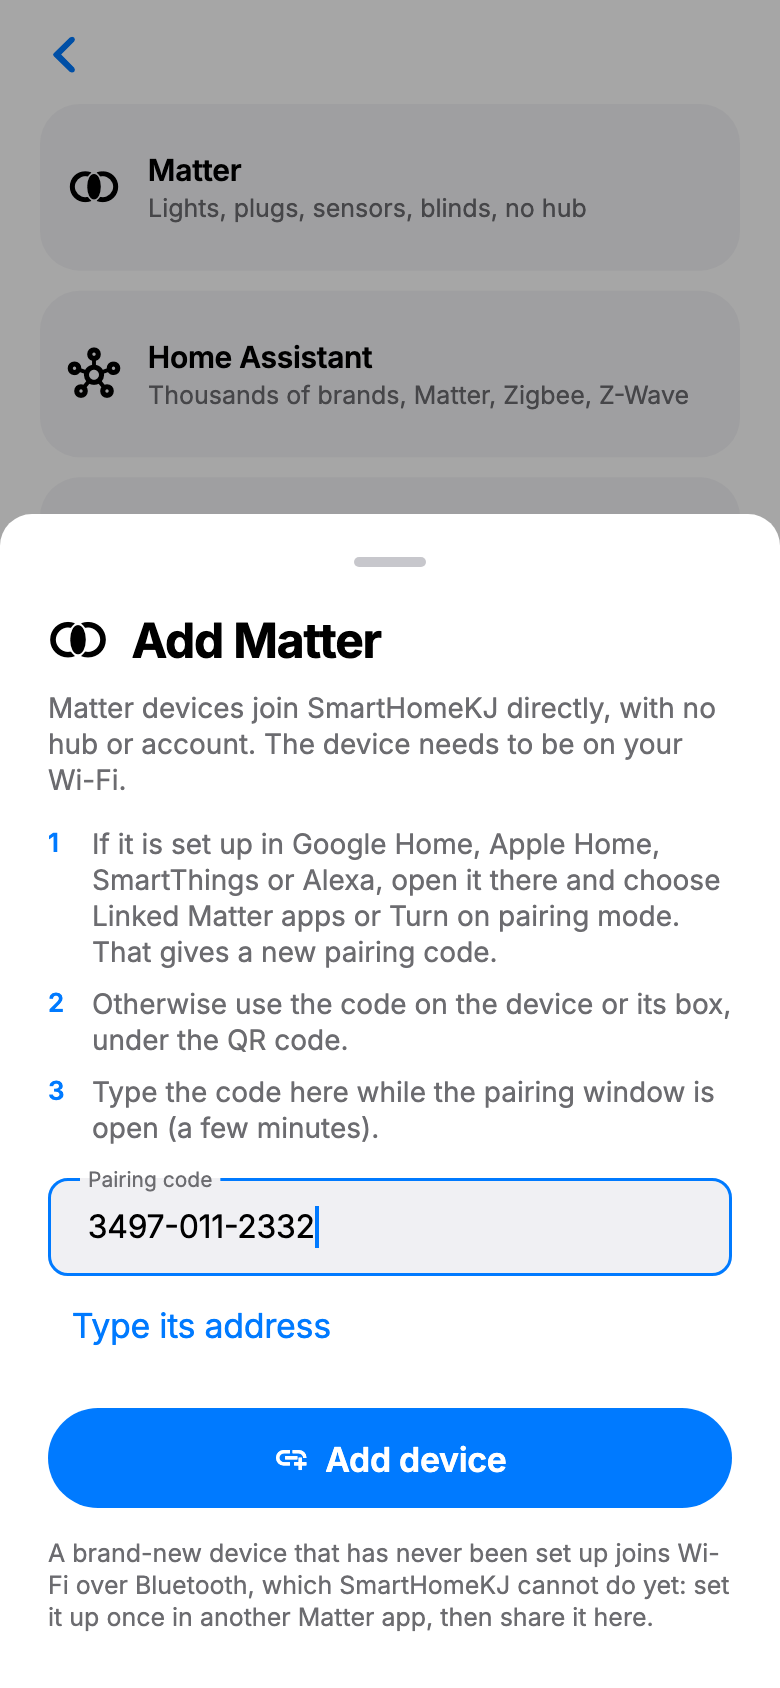 Matter
Lights, plugs, sensors, blinds, no hub
Home Assistant
Thousands of brands, Matter, Zigbee, Z-Wave
Add Matter
Matter devices join SmartHomeKJ directly, with no
hub or account. The device needs to be on your
Wi-Fi.
1 If it is set up in Google Home, Apple Home,
SmartThings or Alexa, open it there and choose
Linked Matter apps or Turn on pairing mode.
That gives a new pairing code.
2 Otherwise use the code on the device or its box,
under the QR code.
3 Type the code here while the pairing window is
open (a few minutes).
Pairing code
3497-011-2332
Type its address
Add device
A brand-new device that has never been set up joins Wi-
Fi over Bluetooth, which SmartHomeKJ cannot do yet: set
it up once in another Matter app, then share it here.